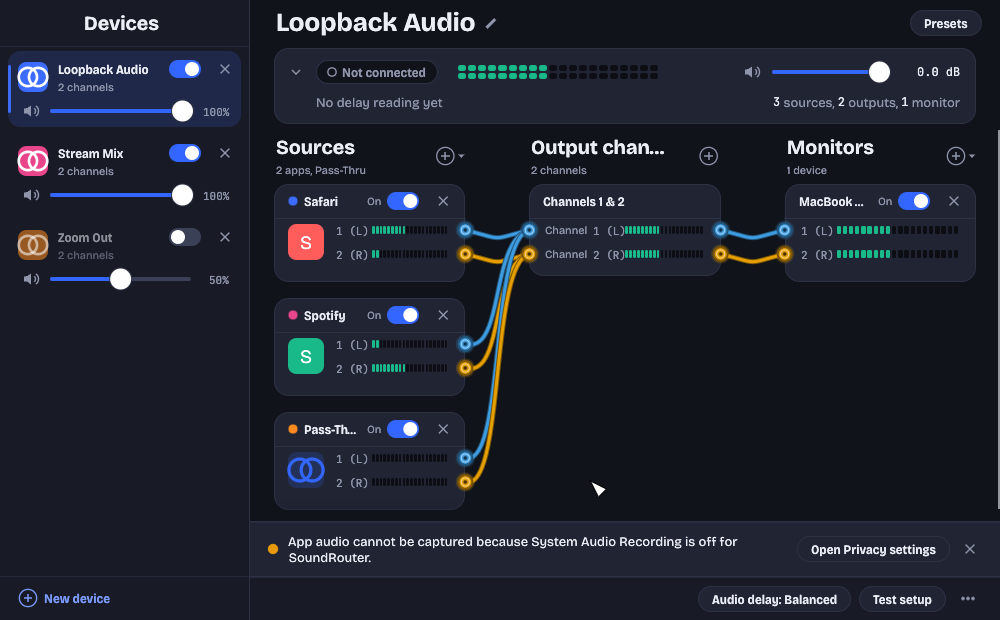 Devices
Loopback Audio
2 channels
100%
Stream Mix
2 channels
100%
Zoom Out
2 channels
50%
New device
Loopback Audio
Presets
Not connected
0.0 dB
No delay reading yet
3 sources, 2 outputs, 1 monitor
Sources
2 apps, Pass-Thru
Output chan...
2 channels
Monitors
1 device
Safari On
S
1 (L)
2 (R)
Spotify On
S
1 (L)
2 (R)
Pass-Th... On
1 (L)
2 (R)
Channels 1 & 2
Channel 1 (L)
Channel 2 (R)
MacBook ... On
1 (L)
2 (R)
App audio cannot be captured because System Audio Recording is off for
SoundRouter.
Open Privacy settings
Audio delay: Balanced
Test setup